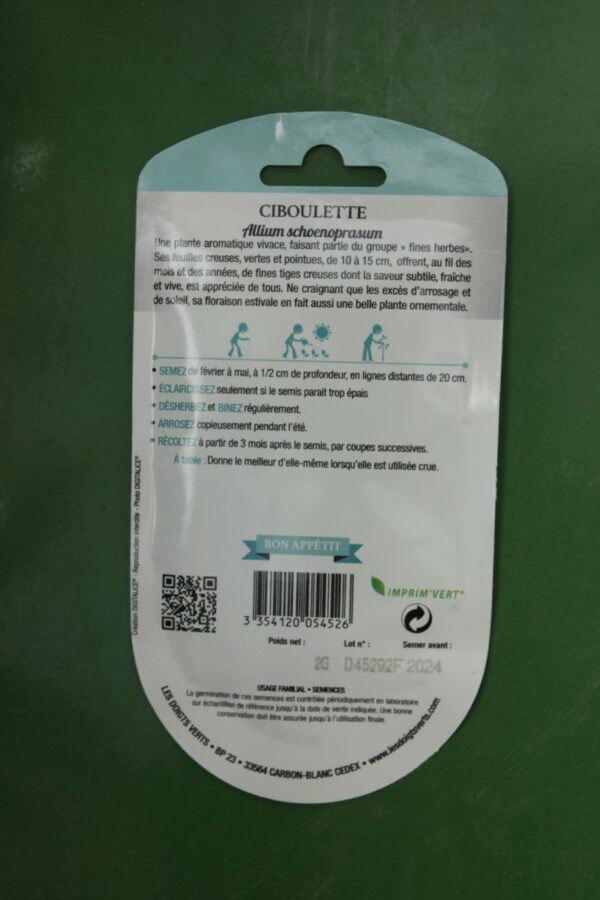 CIBOULETTE
Allium schoenoprasum
Une plante aromatique vivace, faisant partie du groupe « fines herbes».
Ses feuilles creuses, vertes et pointues, de 10 à 15 cm, offrent, au fil des
mois et des années, de fines tiges creuses dont la saveur subtile, fraîche
et vive, est appréciée de tous. Ne craignant que les excès d'arrosage et
de soleil, sa floraison estivale en fait aussi une belle plante ornementale.
• SEMEZ de février à mai, à 1/2 cm de profondeur, en lignes distantes de 20 cm.
• ÉCLAIRCISSEZ seulement si le semis parait trop épais
• DÉSHERBEZ et BINEZ régulièrement.
• ARROSEZ copieusement pendant l'été.
• RÉCOLTEZ à partir de 3 mois après le semis, par coupes successives.
À table : Donne le meilleur d'elle-même lorsqu'elle est utilisée crue.
Création DIGITALICE® - Reproduction interdite - Photo DIGITALICE®
BON APPÉTIT
IMPRIM'VERT®
3 354120 054526
Poids net : Lot n° : Semer avant :
2G D45292F 2024
USAGE FAMILIAL • SEMENCES
La germination de ces semences est contrôlée périodiquement en laboratoire
sur échantillon de référence jusqu'à la date de vente indiquée. Une bonne
conservation doit être assurée jusqu'à l'utilisation finale.
LES DOIGTS VERTS • BP 23 • 33564 CARBON-BLANC CEDEX • www.lesdoigtsverts.com